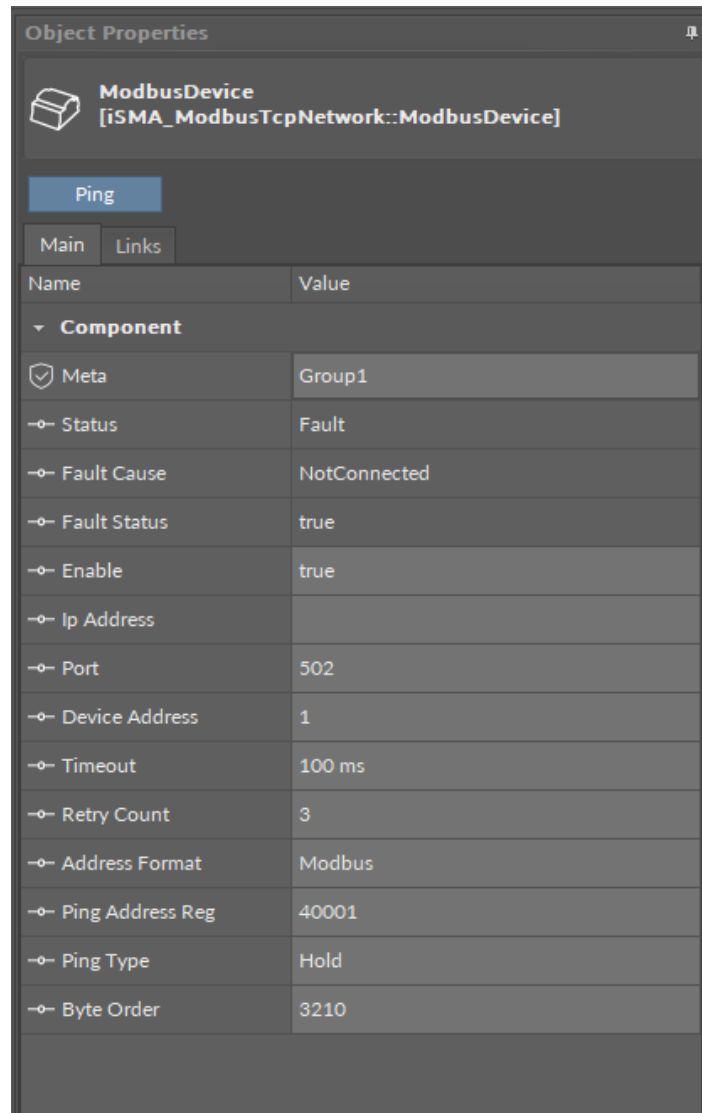 Object Properties
ModbusDevice
[iSMA_ModbusTcpNetwork::ModbusDevice]
Ping
Main Links
Name Value
Component
Meta Group1
Status Fault
Fault Cause NotConnected
Fault Status true
Enable true
Ip Address
Port 502
Device Address 1
Timeout 100 ms
Retry Count 3
Address Format Modbus
Ping Address Reg 40001
Ping Type Hold
Byte Order 3210